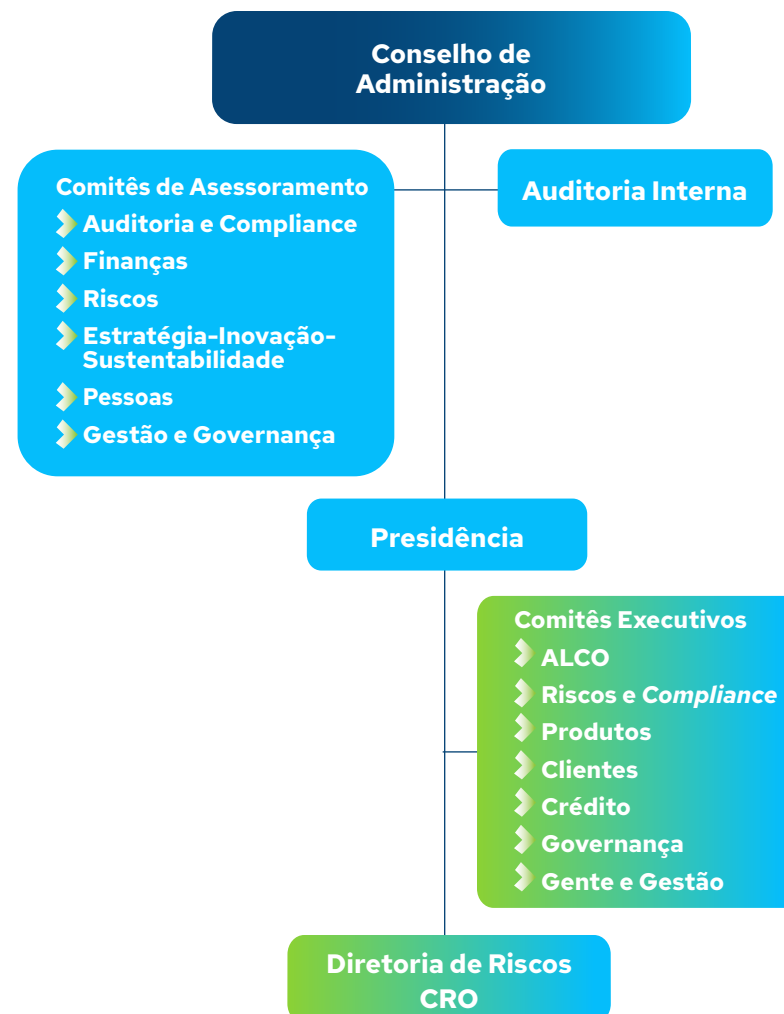 Conselho de
Administração
Comitês de Asessoramento
Auditoria e Compliance
Finanças
Riscos
Estratégia-Inovação-
Sustentabilidade
Pessoas
Gestão e Governança
Auditoria Interna
Presidência
Comitês Executivos
ALCO
Riscos e Compliance
Produtos
Clientes
Crédito
Governança
Gente e Gestão
Diretoria de Riscos
CRO